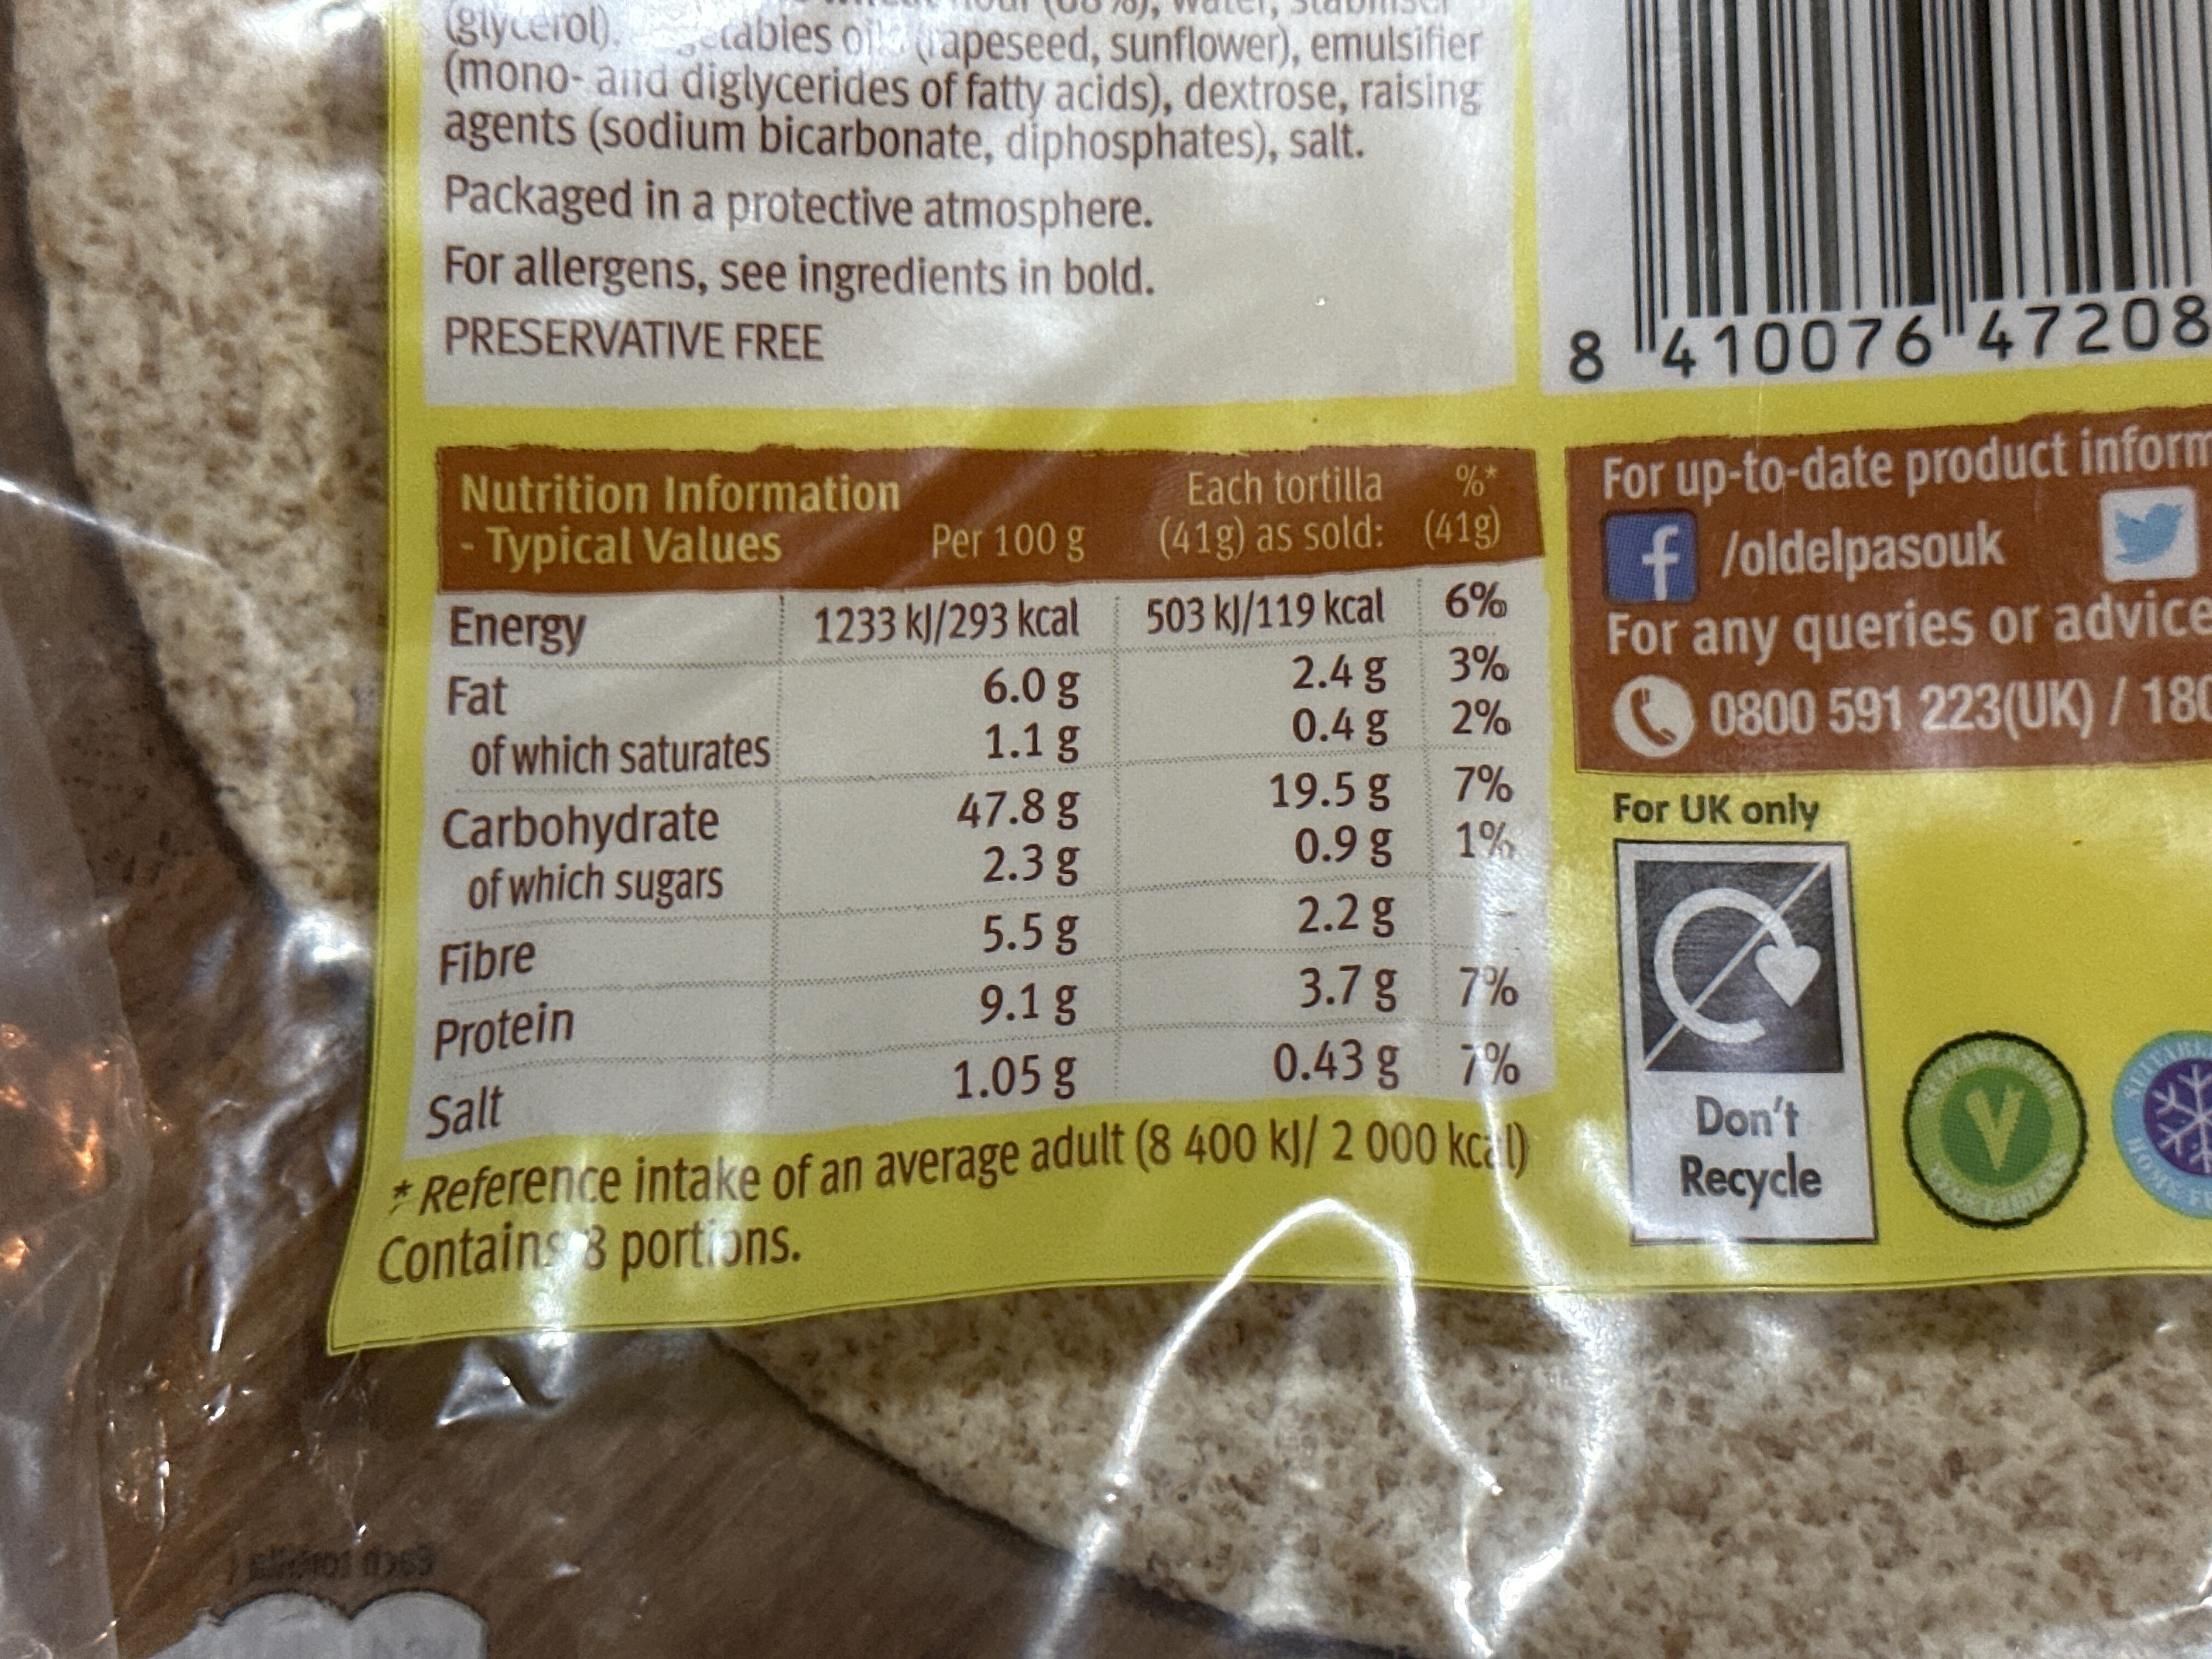 (glycerol), oils (rapeseed, sunflower), emulsifier
(mono- and diglycerides of fatty acids), dextrose, raising
agents (sodium bicarbonate, diphosphates), salt.
Packaged in a protective atmosphere.
For allergens, see ingredients in bold.
PRESERVATIVE FREE
8 410076 47208
Nutrition Information
- Typical Values Per 100 g Each tortilla (41g) as sold: %* (41g)
Energy 1233 kJ/293 kcal 503 kJ/119 kcal 6%
Fat 6.0 g 2.4 g 3%
of which saturates 1.1 g 0.4 g 2%
Carbohydrate 47.8 g 19.5 g 7%
of which sugars 2.3 g 0.9 g 1%
Fibre 5.5 g 2.2 g -
Protein 9.1 g 3.7 g 7%
Salt 1.05 g 0.43 g 7%
* Reference intake of an average adult (8 400 kJ/ 2 000 kcal)
Contains 8 portions.
For up-to-date product inform
f /oldelpasouk
For any queries or advice
0800 591 223(UK) / 180
For UK only
Don't
Recycle
V
Each tortilla